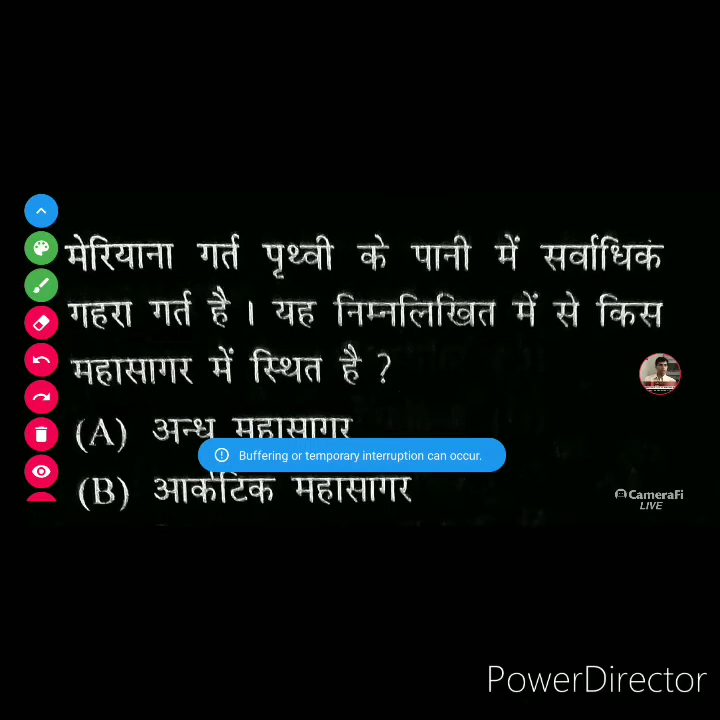 मेरियाना गर्त पृथ्वी के पानी में सर्वाधिक
गहरा गर्त है। यह निम्नलिखित में से किस
महासागर में स्थित है ?
(A) अन्ध महासागर
Buffering or temporary interruption can occur.
(B) आर्कटिक महासागर
CameraFi
LIVE
PowerDirector